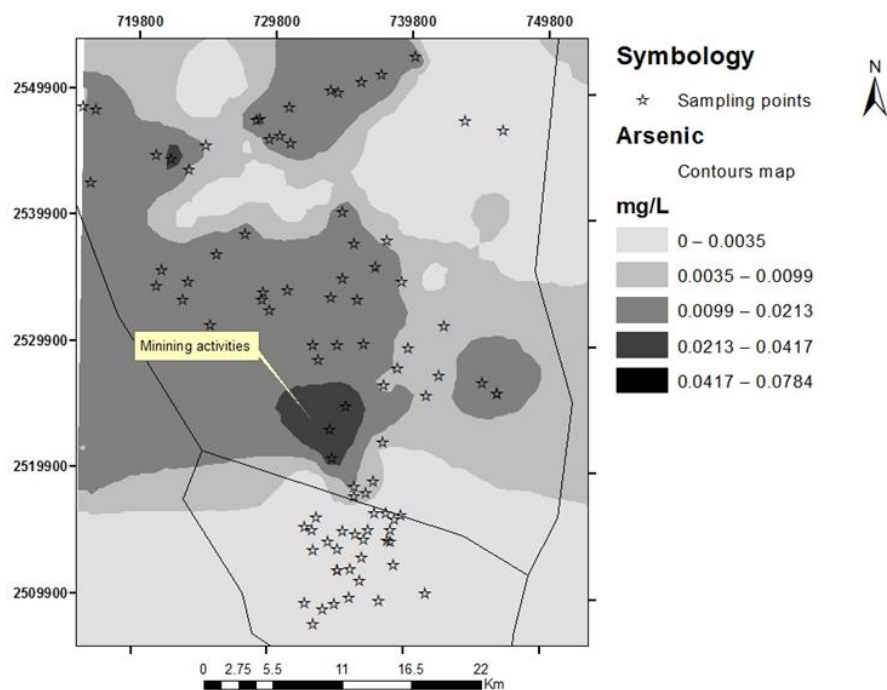 719800 729800 739800 749800
2549900
2539900
2529900
2519900
2509900
Minining activities
Symbology
Sampling points
Arsenic
Contours map
mg/L
0 – 0.0035
0.0035 – 0.0099
0.0099 – 0.0213
0.0213 – 0.0417
0.0417 – 0.0784
N
0 2.75 5.5 11 16.5 22
Km